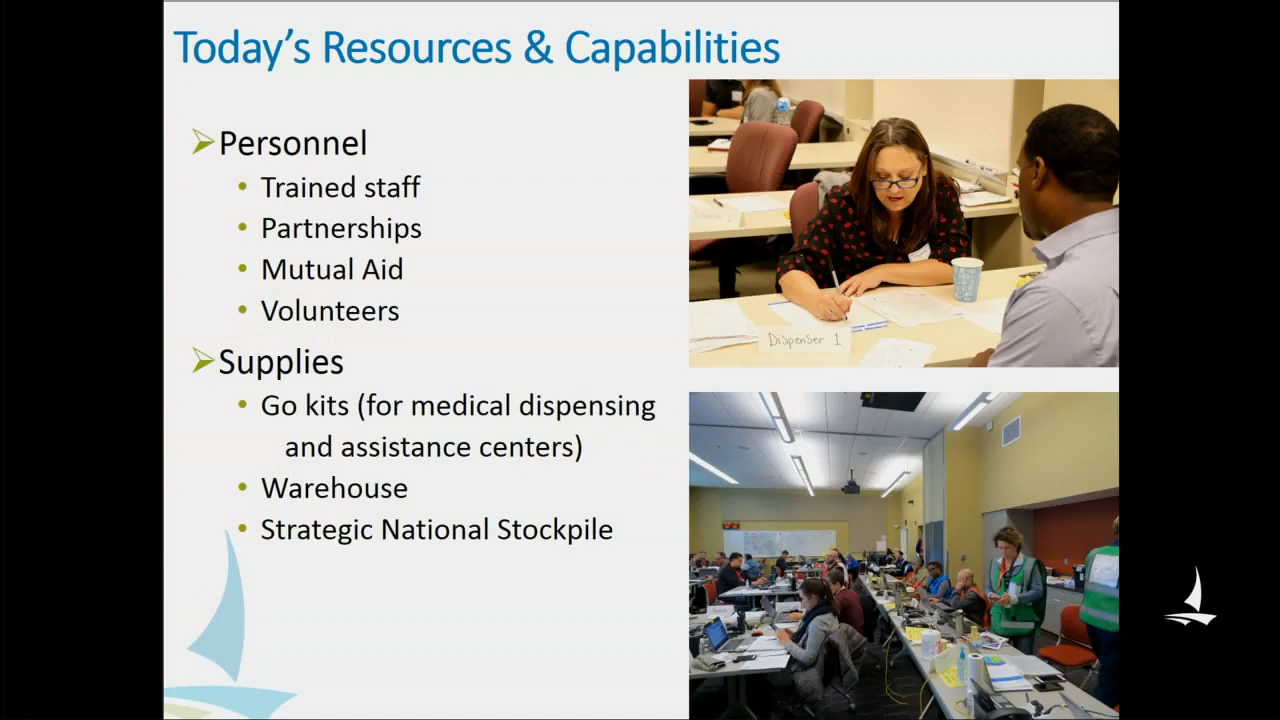 Today's Resources & Capabilities
Personnel
Trained staff
Partnerships
Mutual Aid
Volunteers
Supplies
Go kits (for medical dispensing
and assistance centers)
Warehouse
Strategic National Stockpile
Dispenser 1